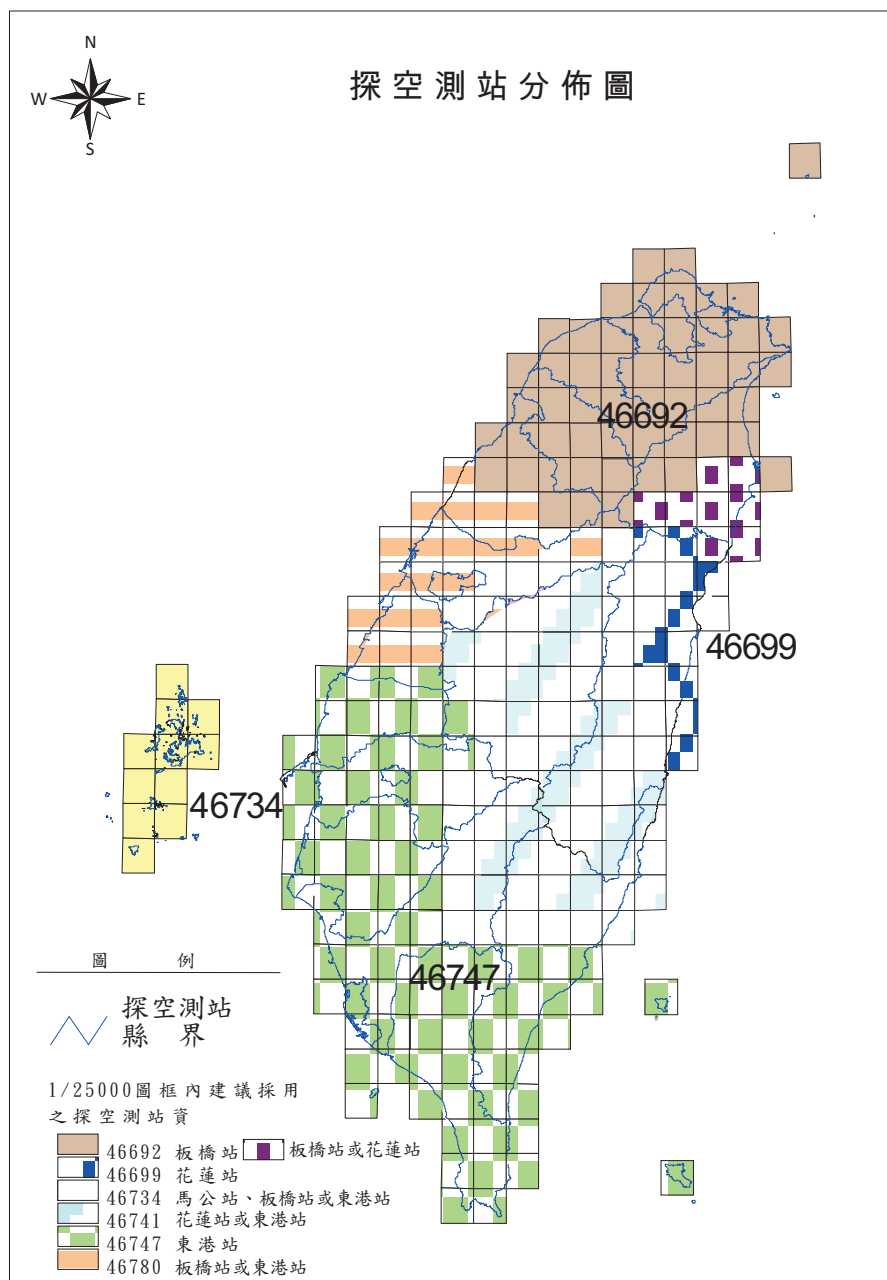 N
W E
S
探空測站分佈圖
46692
46699
46734
46747
圖 例
探空測站
縣 界
1/25000圖框內建議採用
之探空測站資
46692 板橋站 板橋站或花蓮站
46699 花蓮站
46734 馬公站、板橋站或東港站
46741 花蓮站或東港站
46747 東港站
46780 板橋站或東港站